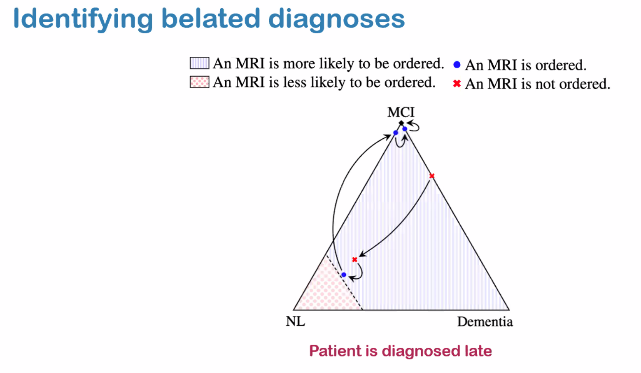 Identifying belated diagnoses
An MRI is more likely to be ordered.
An MRI is less likely to be ordered.
An MRI is ordered.
An MRI is not ordered.
MCI
NL
Dementia
Patient is diagnosed late